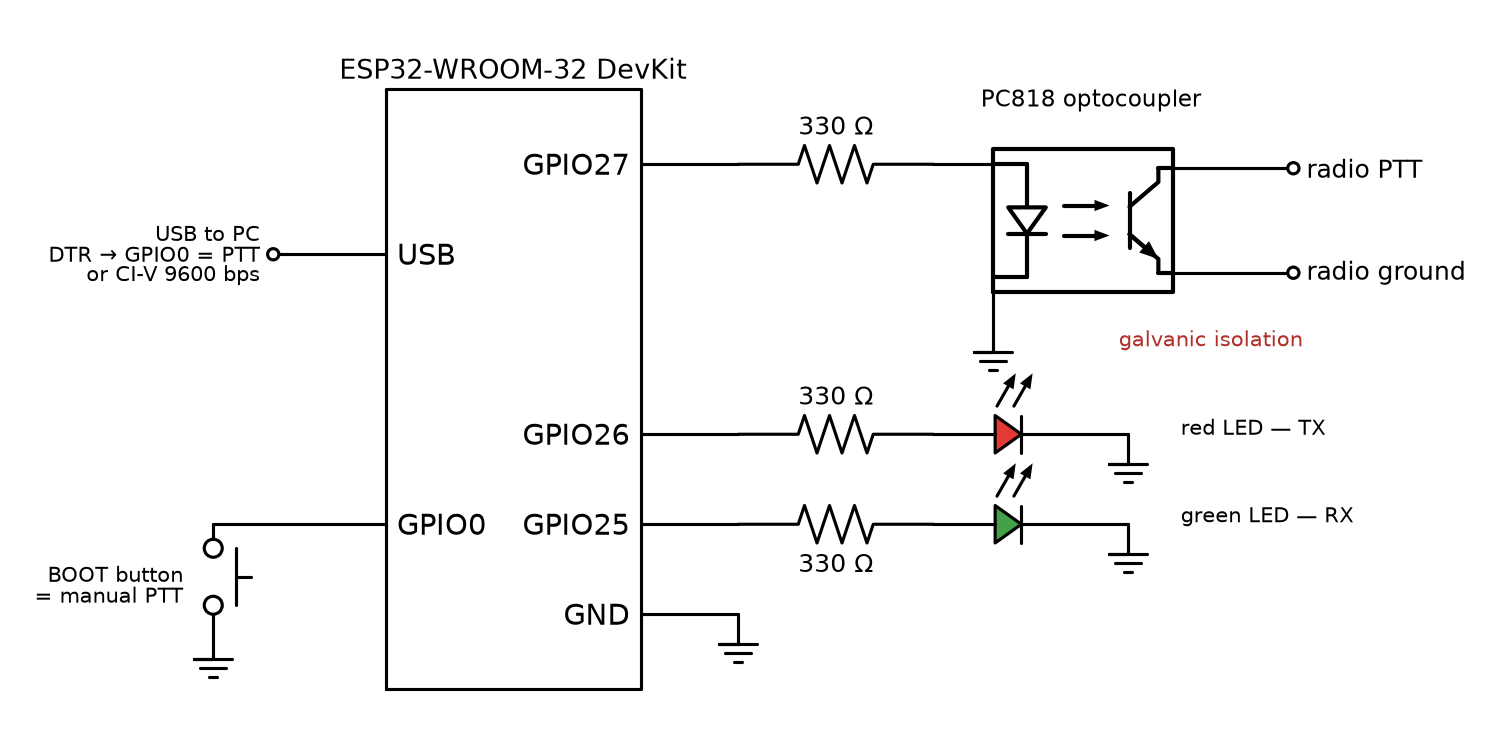 ESP32-WROOM-32 DevKit
PC818 optocoupler
330 Ω
GPIO27
radio PTT
USB to PC
DTR → GPIO0 = PTT
or CI-V 9600 bps
USB
radio ground
galvanic isolation
330 Ω
GPIO26
red LED — TX
GPIO0
GPIO25
green LED — RX
330 Ω
BOOT button
= manual PTT
GND